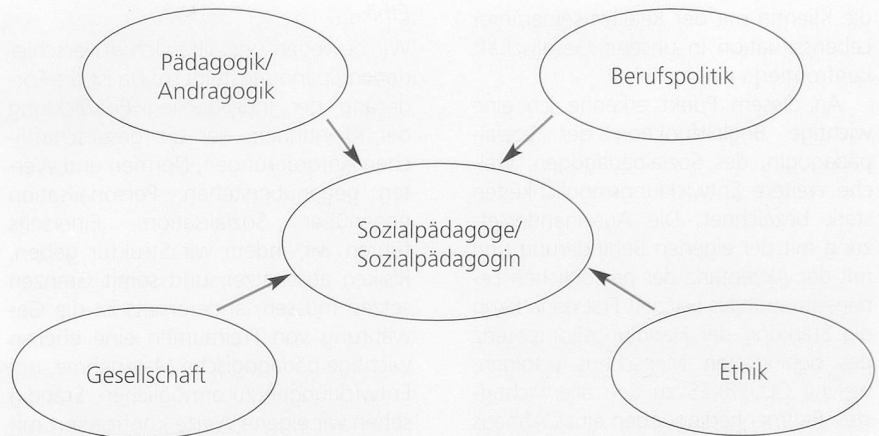 Pädagogik/
Andragogik
Berufspolitik
Sozialpädagoge/
Sozialpädagogin
Gesellschaft
Ethik